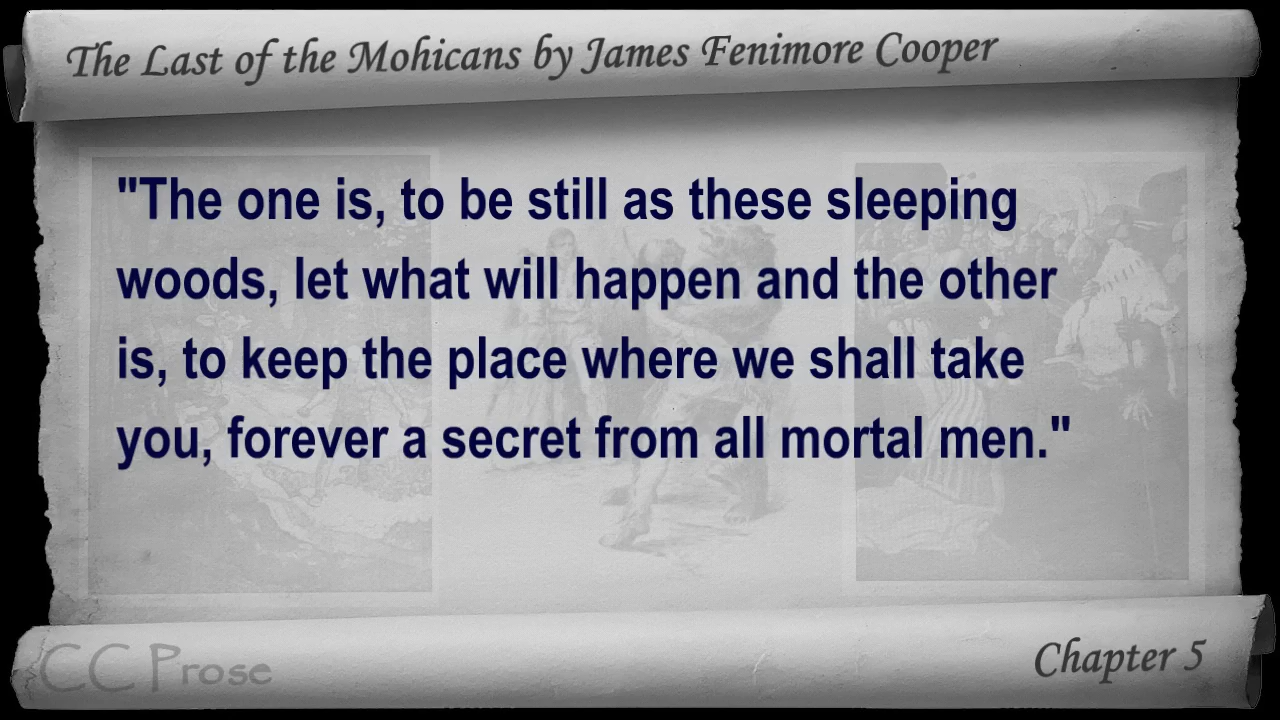 The Last of the Mohicans by James Fenimore Cooper
"The one is, to be still as these sleeping
woods, let what will happen and the other
is, to keep the place where we shall take
you, forever a secret from all mortal men."
CC Prose
Chapter 5